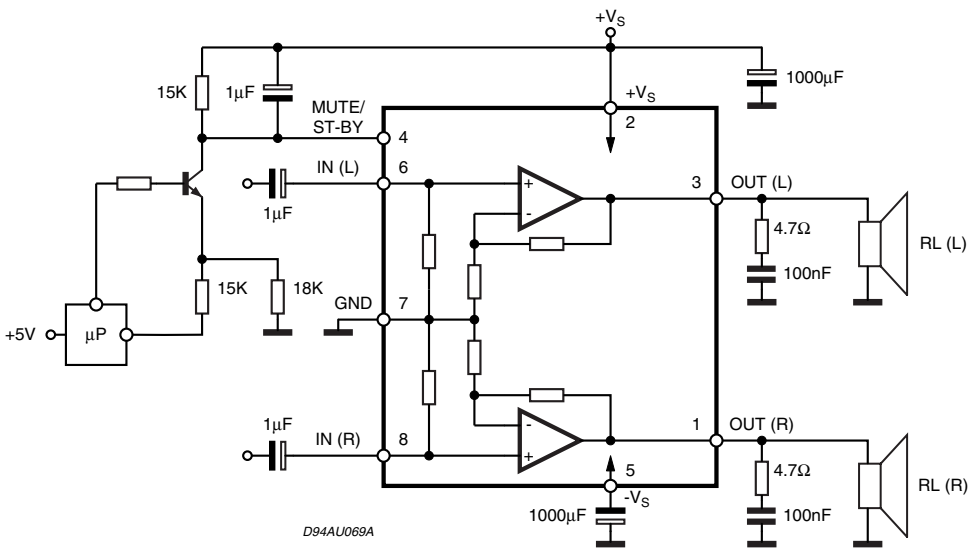 +VS
15K
1μF
1000μF
MUTE/
ST-BY
+VS
4
2
IN (L)
6
1μF
+
-
3
OUT (L)
4.7Ω
RL (L)
100nF
15K
18K
GND
7
+5V
μP
1μF
IN (R)
8
-
+
1
OUT (R)
4.7Ω
RL (R)
100nF
5
-VS
1000μF
D94AU069A